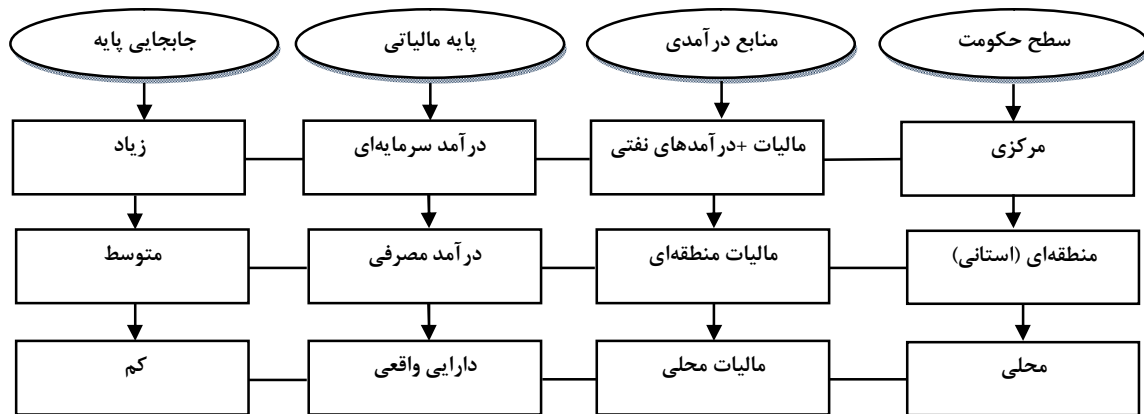 سطح حکومت
منابع درآمدی
پایه مالیاتی
جابجایی پایه
مرکزی
مالیات +درآمدهای نفتی
درآمد سرمایه‌ای
زیاد
منطقه‌ای (استانی)
مالیات منطقه‌ای
درآمد مصرفی
متوسط
محلی
مالیات محلی
دارایی واقعی
کم